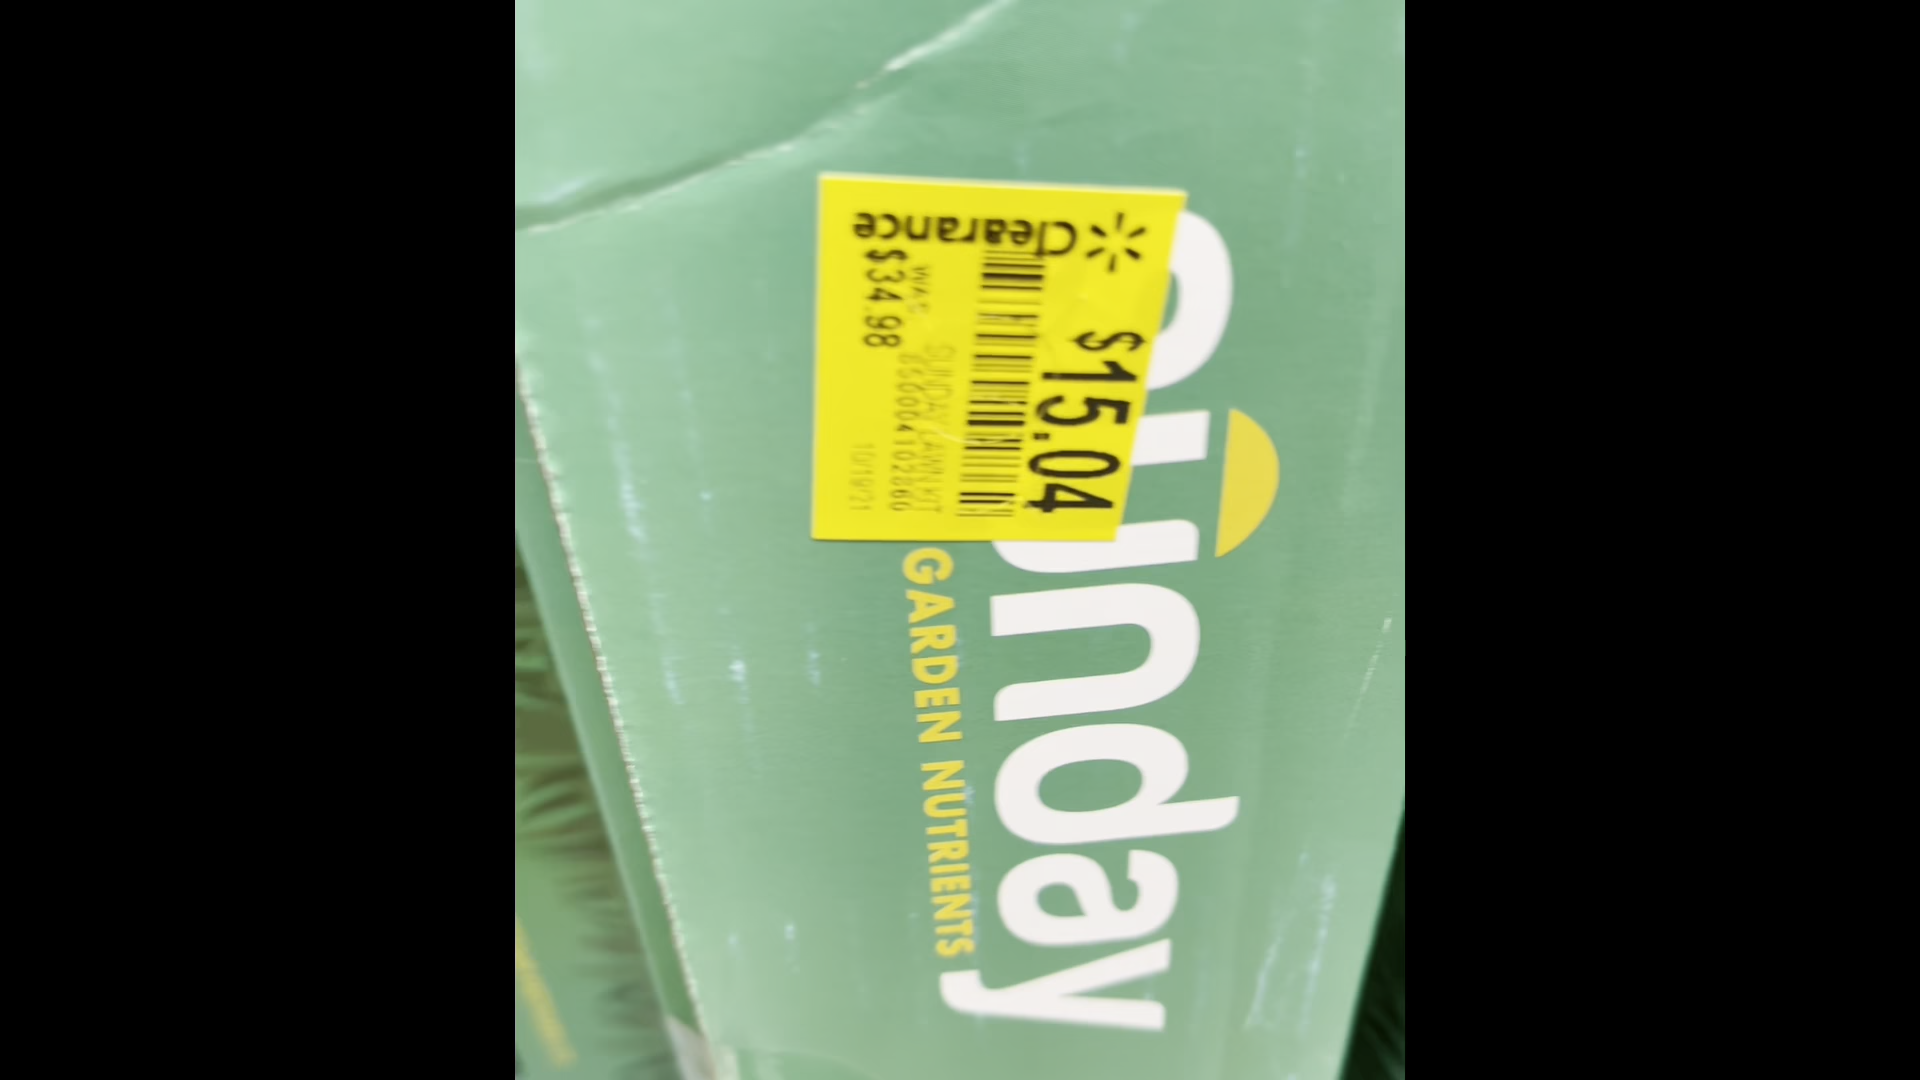 Clearance
$15.04
SUNDAY LAWN KIT
WAS
$34.98
10/19/21
sunday
GARDEN NUTRIENTS